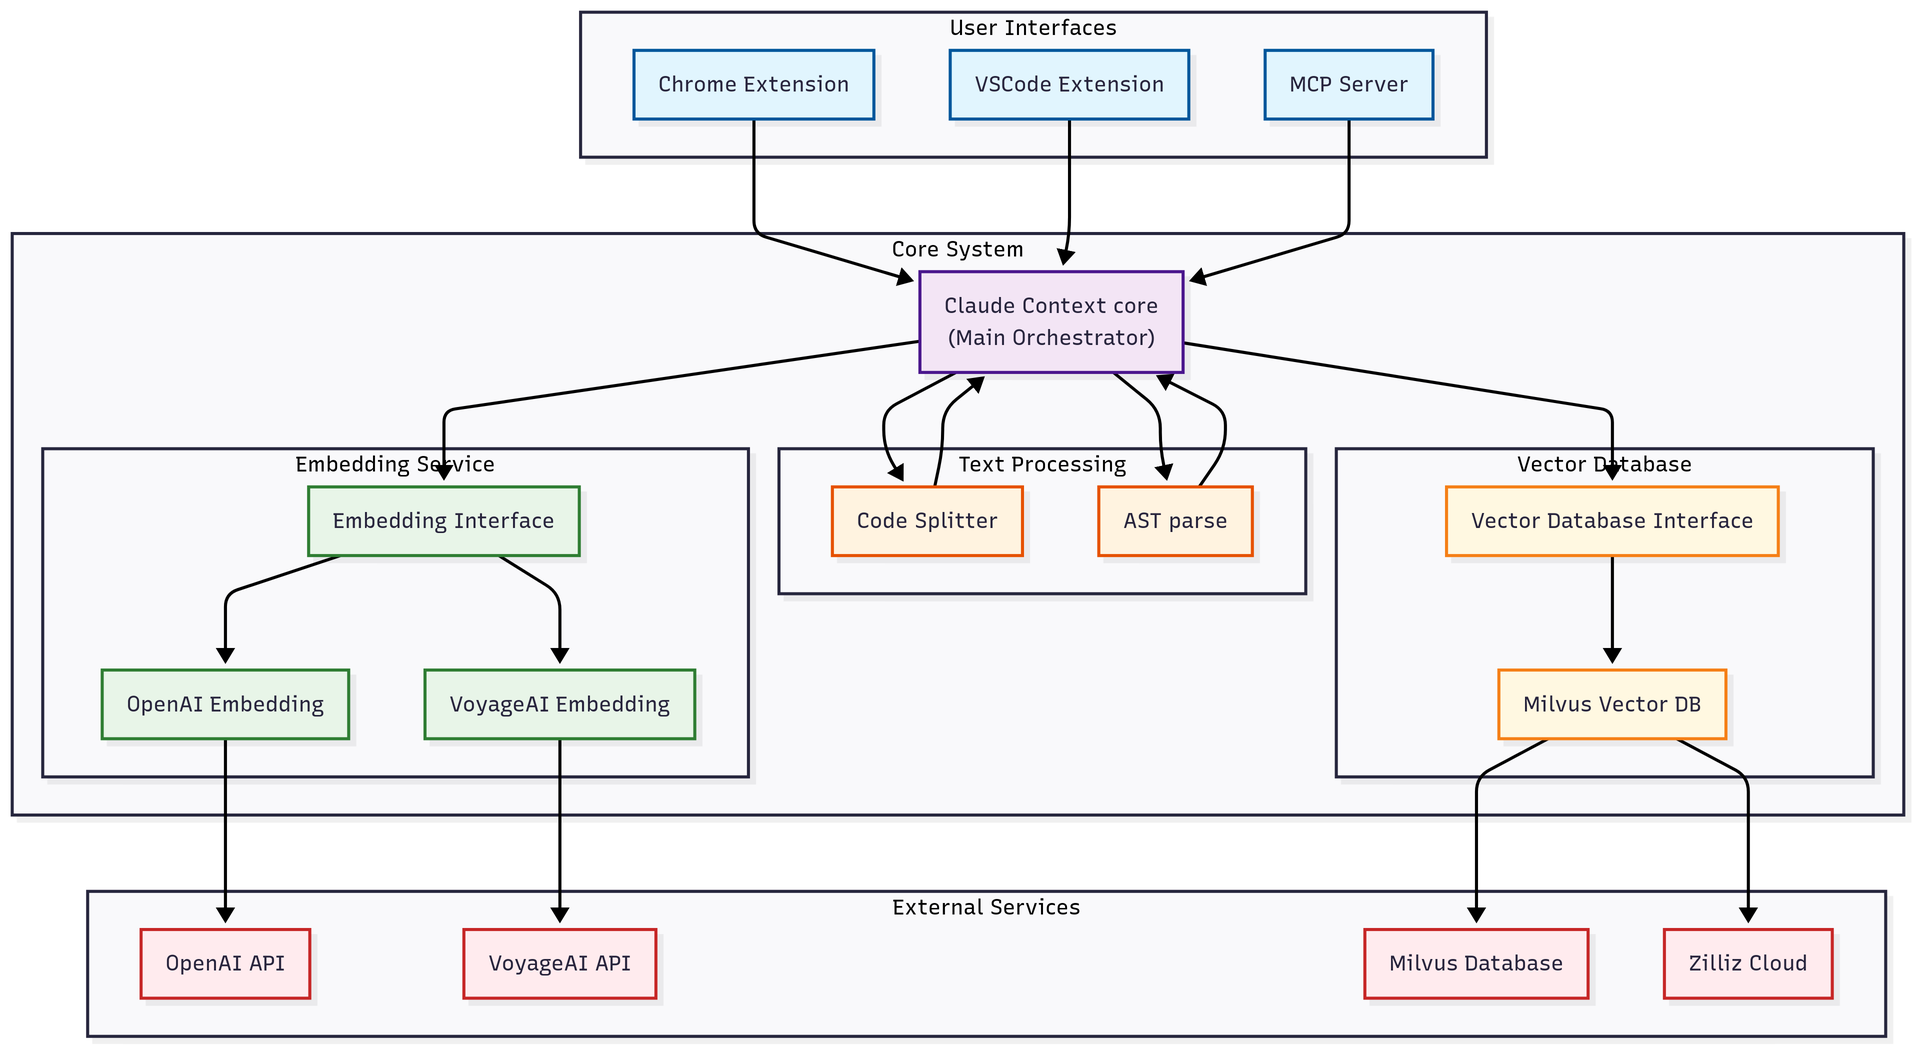 User Interfaces
Chrome Extension
VSCode Extension
MCP Server
Core System
Claude Context core
(Main Orchestrator)
Embedding Service
Text Processing
Vector Database
Embedding Interface
Code Splitter
AST parse
Vector Database Interface
OpenAI Embedding
VoyageAI Embedding
Milvus Vector DB
External Services
OpenAI API
VoyageAI API
Milvus Database
Zilliz Cloud